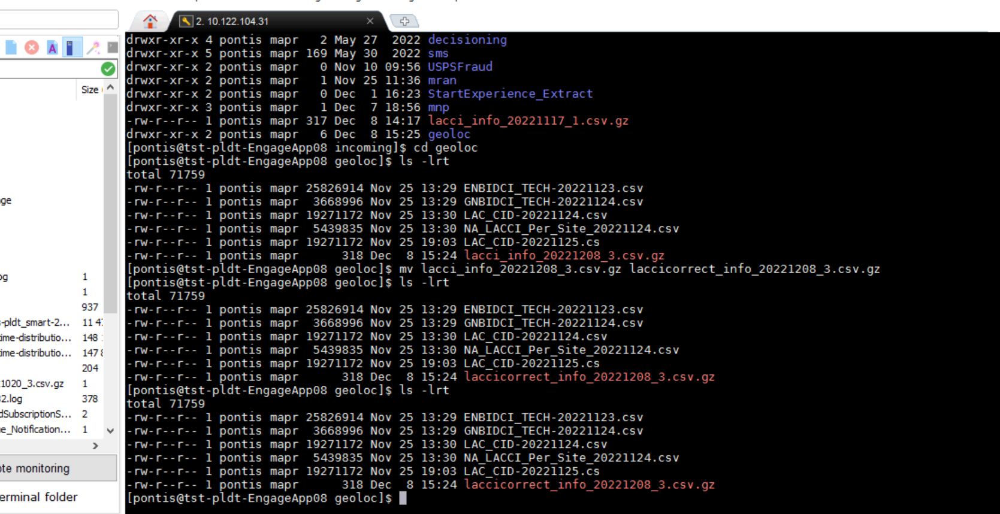 2. 10.122.104.31
Size
drwxr-xr-x 4 pontis mapr   2 May 27  2022 decisioning
drwxr-xr-x 5 pontis mapr 169 May 30  2022 sms
drwxr-xr-x 2 pontis mapr   0 Nov 10 09:56 USPSFraud
drwxr-xr-x 2 pontis mapr   1 Nov 25 11:36 mran
drwxr-xr-x 2 pontis mapr   0 Dec  1 16:23 StartExperience_Extract
drwxr-xr-x 3 pontis mapr   1 Dec  7 18:56 mnp
-rw-r--r-- 1 pontis mapr 317 Dec  8 14:17 lacci_info_20221117_1.csv.gz
drwxr-xr-x 2 pontis mapr   6 Dec  8 15:25 geoloc
[pontis@tst-pldt-EngageApp08 incoming]$ cd geoloc
[pontis@tst-pldt-EngageApp08 geoloc]$ ls -lrt
total 71759
-rw-r--r-- 1 pontis mapr 25826914 Nov 25 13:29 ENBIDCI_TECH-20221123.csv
-rw-r--r-- 1 pontis mapr  3668996 Nov 25 13:29 GNBIDCI_TECH-20221124.csv
-rw-r--r-- 1 pontis mapr 19271172 Nov 25 13:30 LAC_CID-20221124.csv
-rw-r--r-- 1 pontis mapr  5439835 Nov 25 13:30 NA_LACCI_Per_Site_20221124.csv
-rw-r--r-- 1 pontis mapr 19271172 Nov 25 19:03 LAC_CID-20221125.cs
-rw-r--r-- 1 pontis mapr      318 Dec  8 15:24 lacci_info_20221208_3.csv.gz
[pontis@tst-pldt-EngageApp08 geoloc]$ mv lacci_info_20221208_3.csv.gz laccicorrect_info_20221208_3.csv.gz
[pontis@tst-pldt-EngageApp08 geoloc]$ ls -lrt
total 71759
-rw-r--r-- 1 pontis mapr 25826914 Nov 25 13:29 ENBIDCI_TECH-20221123.csv
-rw-r--r-- 1 pontis mapr  3668996 Nov 25 13:29 GNBIDCI_TECH-20221124.csv
-rw-r--r-- 1 pontis mapr 19271172 Nov 25 13:30 LAC_CID-20221124.csv
-rw-r--r-- 1 pontis mapr  5439835 Nov 25 13:30 NA_LACCI_Per_Site_20221124.csv
-rw-r--r-- 1 pontis mapr 19271172 Nov 25 19:03 LAC_CID-20221125.cs
-rw-r--r-- 1 pontis mapr      318 Dec  8 15:24 laccicorrect_info_20221208_3.csv.gz
[pontis@tst-pldt-EngageApp08 geoloc]$ ls -lrt
total 71759
-rw-r--r-- 1 pontis mapr 25826914 Nov 25 13:29 ENBIDCI_TECH-20221123.csv
-rw-r--r-- 1 pontis mapr  3668996 Nov 25 13:29 GNBIDCI_TECH-20221124.csv
-rw-r--r-- 1 pontis mapr 19271172 Nov 25 13:30 LAC_CID-20221124.csv
-rw-r--r-- 1 pontis mapr  5439835 Nov 25 13:30 NA_LACCI_Per_Site_20221124.csv
-rw-r--r-- 1 pontis mapr 19271172 Nov 25 19:03 LAC_CID-20221125.cs
-rw-r--r-- 1 pontis mapr      318 Dec  8 15:24 laccicorrect_info_20221208_3.csv.gz
[pontis@tst-pldt-EngageApp08 geoloc]$
ge
og 1
1
937
-pldt_smart-2... 11 4
ime-distributio... 148
ime-distributio... 147 8
204
1020_3.csv.gz 1
2.log 378
dSubscriptionS... 2
e_Notification... 1
te monitoring
erminal folder